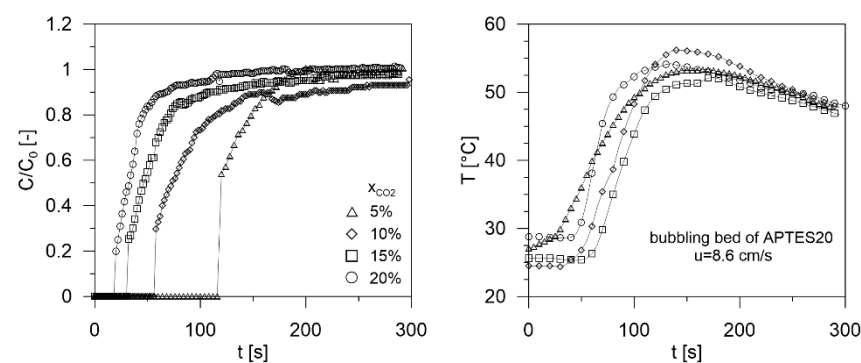 1.2
1
0.8
0.6
0.4
0.2
0
C/C₀ [-]
x_CO2
5%
10%
15%
20%
0 100 200 300
t [s]
60
50
40
30
20
T [°C]
bubbling bed of APTES20
u=8.6 cm/s
0 100 200 300
t [s]